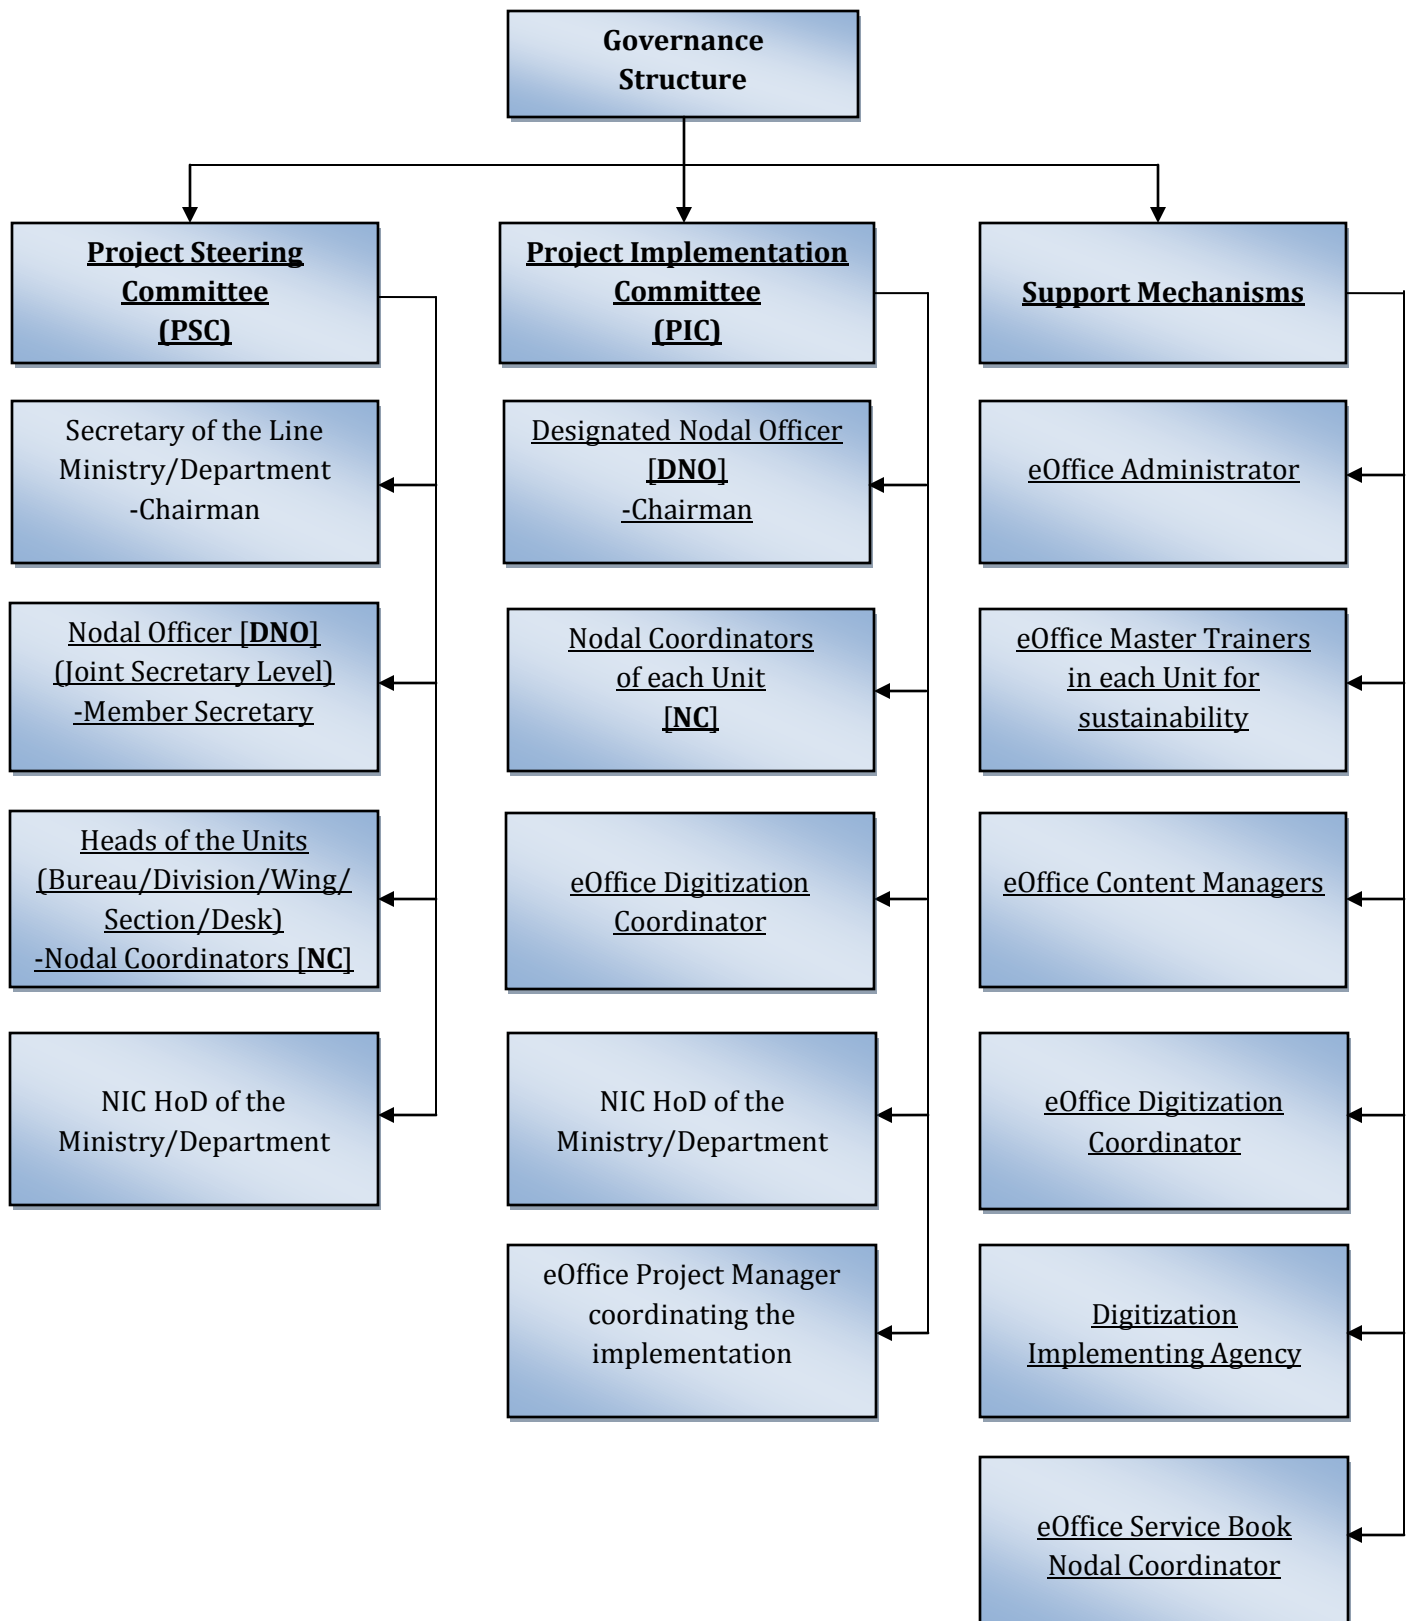 Governance
Structure
Project Steering
Committee
(PSC)
Secretary of the Line
Ministry/Department
-Chairman
Nodal Officer [DNO]
(Joint Secretary Level)
-Member Secretary
Heads of the Units
(Bureau/Division/Wing/
Section/Desk)
-Nodal Coordinators [NC]
NIC HoD of the
Ministry/Department
Project Implementation
Committee
(PIC)
Designated Nodal Officer
[DNO]
-Chairman
Nodal Coordinators
of each Unit
[NC]
eOffice Digitization
Coordinator
NIC HoD of the
Ministry/Department
eOffice Project Manager
coordinating the
implementation
Support Mechanisms
eOffice Administrator
eOffice Master Trainers
in each Unit for
sustainability
eOffice Content Managers
eOffice Digitization
Coordinator
Digitization
Implementing Agency
eOffice Service Book
Nodal Coordinator